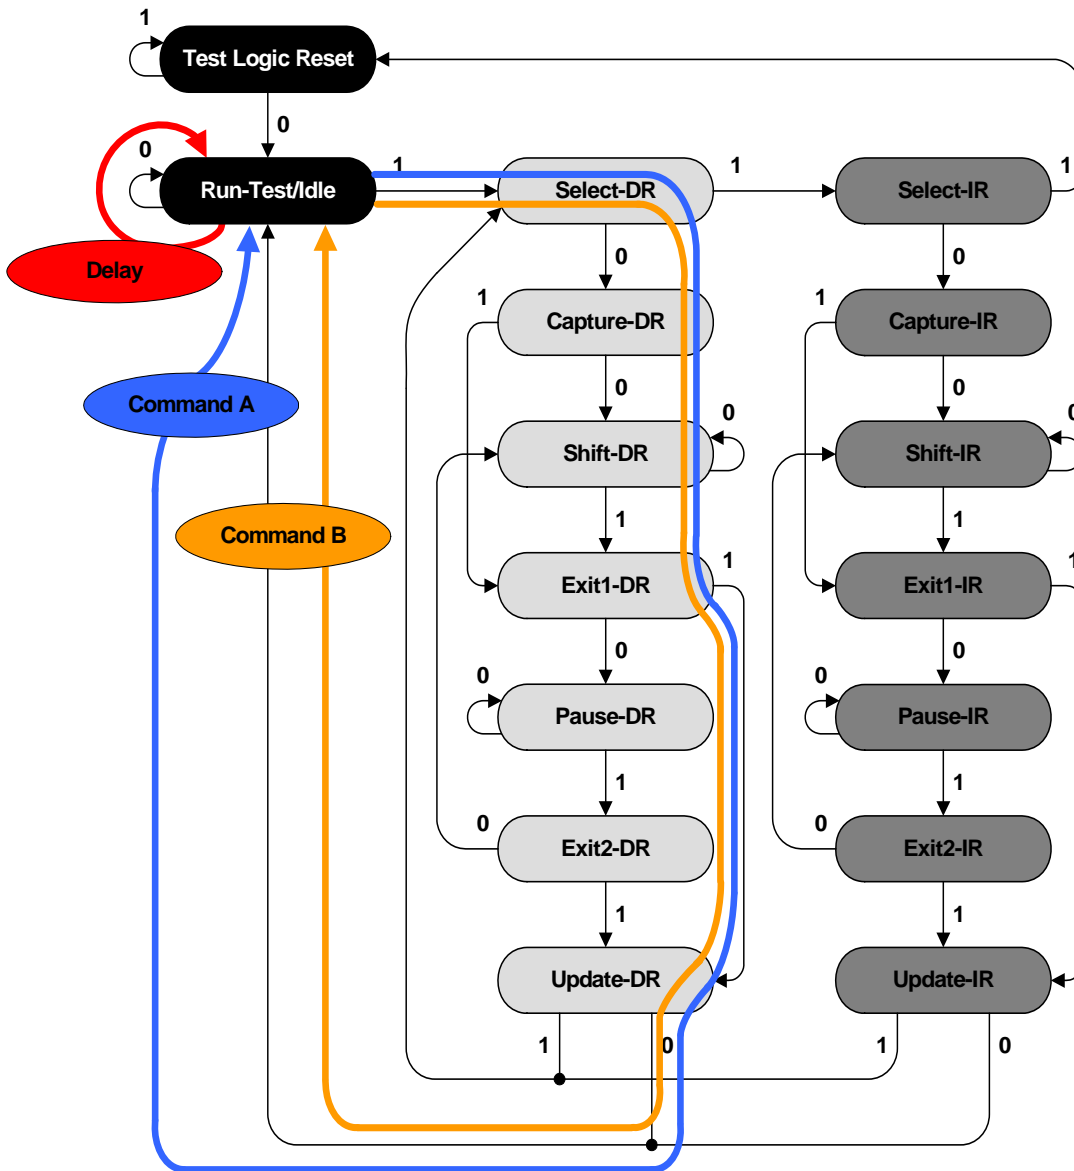 1
Test Logic Reset
0
0
Run-Test/Idle
1
Select-DR
1
Select-IR
1
Delay
0
0
1
Capture-DR
1
Capture-IR
0
0
Command A
Shift-DR
0
Shift-IR
0
1
1
Command B
Exit1-DR
1
Exit1-IR
1
0
0
0
Pause-DR
0
Pause-IR
1
1
0
Exit2-DR
0
Exit2-IR
1
1
Update-DR
Update-IR
1
0
1
0